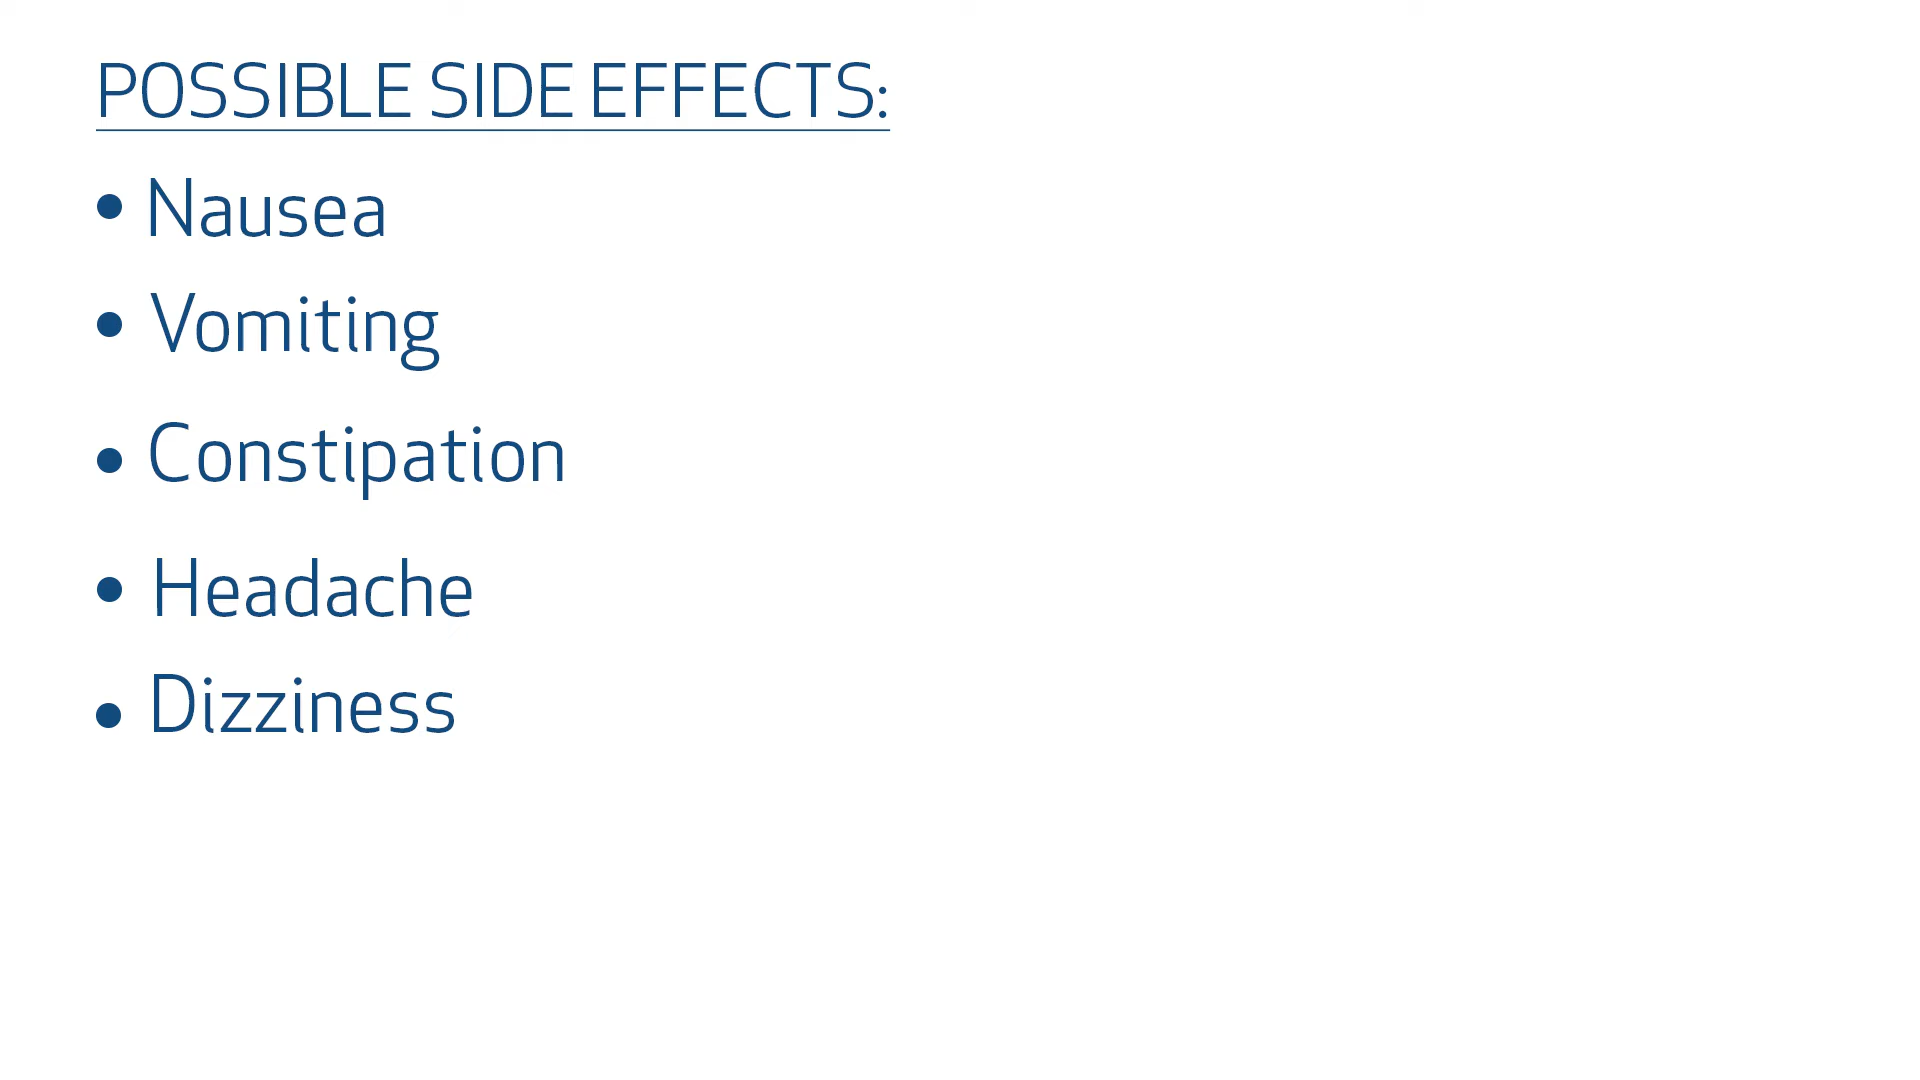 POSSIBLE SIDE EFFECTS:
• Nausea
• Vomiting
• Constipation
• Headache
• Dizziness